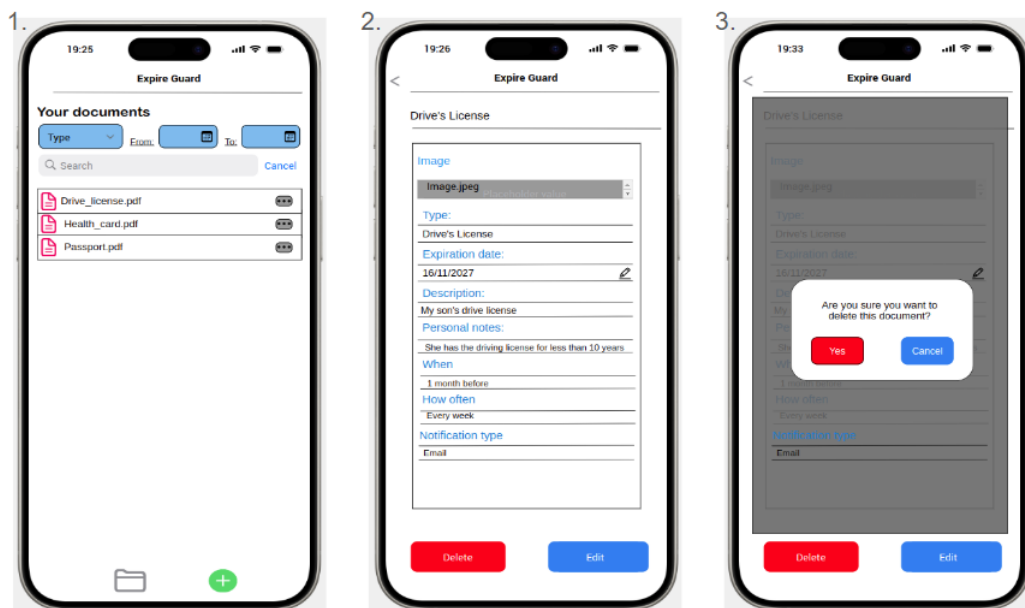 1.
19:25
Expire Guard
Your documents
Type From: To:
Search Cancel
Drive_license.pdf
Health_card.pdf
Passport.pdf
2.
19:26
<
Expire Guard
Drive's License
Image
Image.jpeg
placeholder value
Type:
Drive's License
Expiration date:
16/11/2027
Description:
My son's drive license
Personal notes:
She has the driving license for less than 10 years
When
1 month before
How often
Every week
Notification type
Email
Delete Edit
3.
19:33
<
Expire Guard
Drive's License
Image
Image.jpeg
Type:
Drive's License
Expiration date:
16/11/2027
Are you sure you want to
delete this document?
Yes Cancel
1 month before
How often
Every week
Notification type
Email
Delete Edit